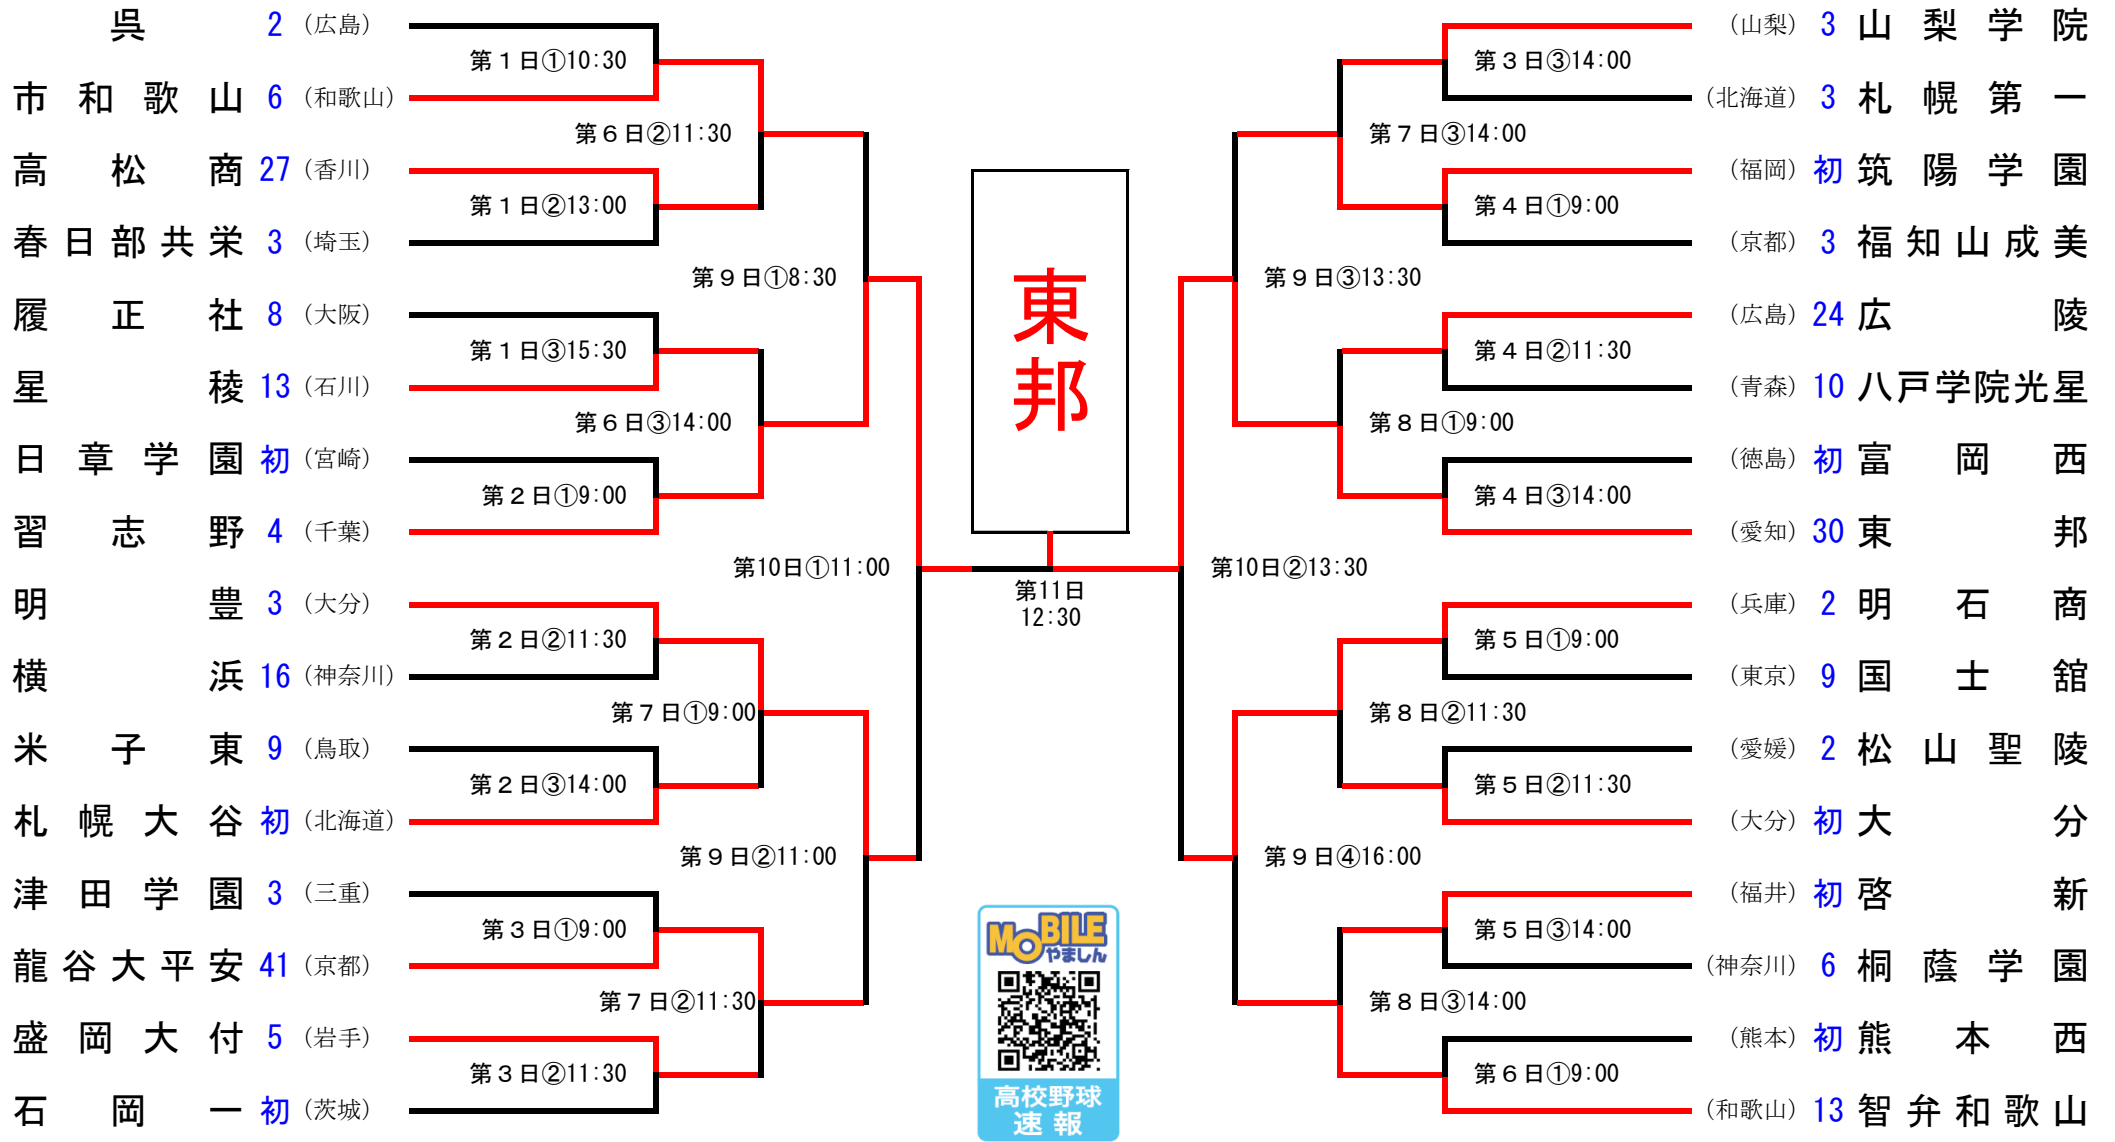 呉 2 (広島)
第1日①10:30
市和歌山 6 (和歌山)
第6日②11:30
高松商 27 (香川)
第1日②13:00
春日部共栄 3 (埼玉)
第9日①8:30
履正社 8 (大阪)
第1日③15:30
星稜 13 (石川)
第6日③14:00
日章学園 初 (宮崎)
第2日①9:00
習志野 4 (千葉)
第10日①11:00
明豊 3 (大分)
第2日②11:30
横浜 16 (神奈川)
第7日①9:00
米子東 9 (鳥取)
第2日③14:00
札幌大谷 初 (北海道)
第9日②11:00
津田学園 3 (三重)
第3日①9:00
龍谷大平安 41 (京都)
第7日②11:30
盛岡大付 5 (岩手)
第3日②11:30
石岡一 初 (茨城)
東邦
第11日
12:30
MOBILE
やましん
高校野球
速報
(山梨) 3 山梨学院
第3日③14:00
(北海道) 3 札幌第一
第7日③14:00
(福岡) 初 筑陽学園
第4日①9:00
(京都) 3 福知山成美
第9日③13:30
(広島) 24 広陵
第4日②11:30
(青森) 10 八戸学院光星
第8日①9:00
(徳島) 初 富岡西
第4日③14:00
(愛知) 30 東邦
第10日②13:30
(兵庫) 2 明石商
第5日①9:00
(東京) 9 国士舘
第8日②11:30
(愛媛) 2 松山聖陵
第5日②11:30
(大分) 初 大分
第9日④16:00
(福井) 初 啓新
第5日③14:00
(神奈川) 6 桐蔭学園
第8日③14:00
(熊本) 初 熊本西
第6日①9:00
(和歌山) 13 智弁和歌山